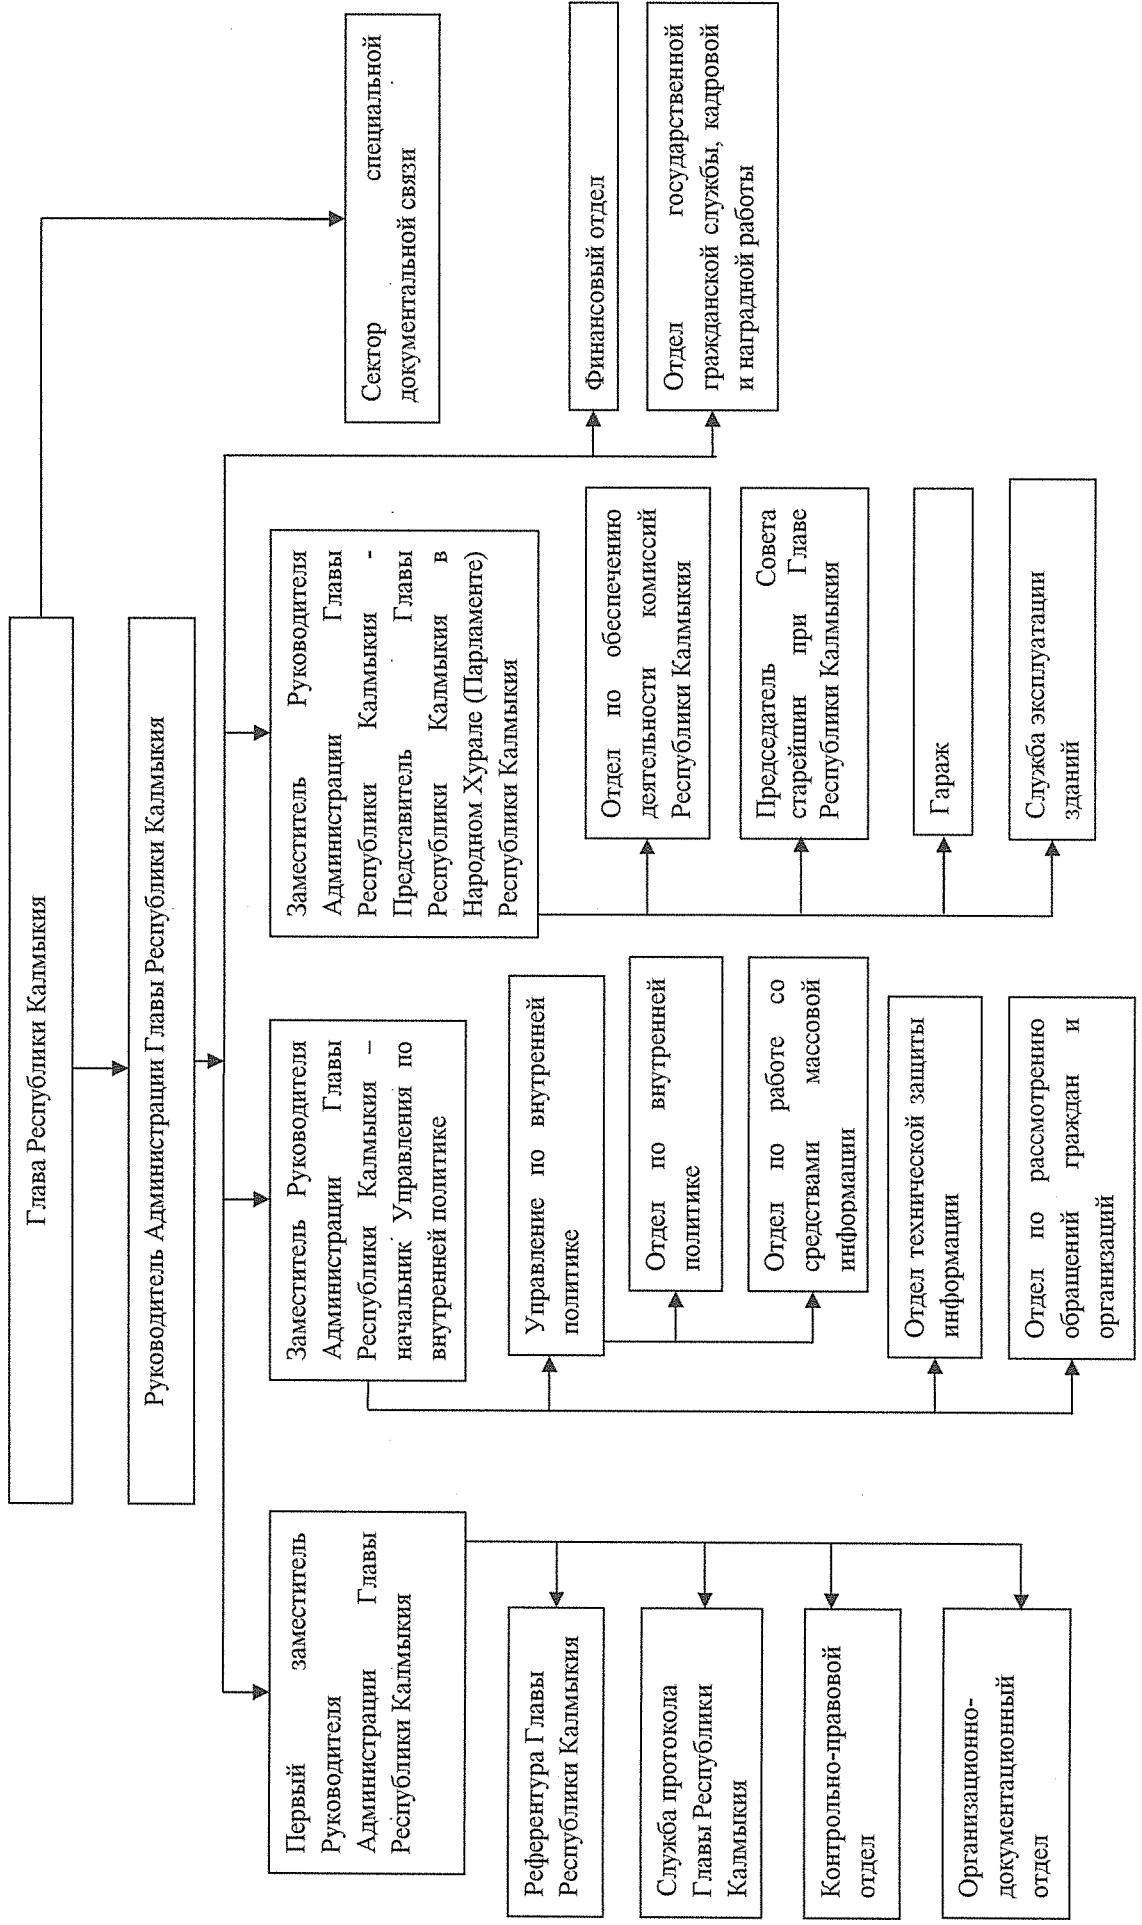 Глава Республики Калмыкия
Руководитель Администрации Главы Республики Калмыкия
Сектор специальной
документальной связи
Первый заместитель
Руководителя
Администрации Главы
Республики Калмыкия
Референтура Главы
Республики Калмыкия
Служба протокола
Главы Республики
Калмыкия
Контрольно-правовой
отдел
Организационно-
документационный
отдел
Заместитель Руководителя
Администрации Главы
Республики Калмыкия –
начальник Управления по
внутренней политике
Управление по внутренней
политике
Отдел по внутренней
политике
Отдел по работе со
средствами массовой
информации
Отдел технической защиты
информации
Отдел по рассмотрению
обращений граждан и
организаций
Заместитель Руководителя
Администрации Главы
Республики Калмыкия -
Представитель Главы
Республики Калмыкия в
Народном Хурале (Парламенте)
Республики Калмыкия
Отдел по обеспечению
деятельности комиссий
Республики Калмыкия
Председатель Совета
старейшин при Главе
Республики Калмыкия
Гараж
Служба эксплуатации
зданий
Финансовый отдел
Отдел государственной
гражданской службы, кадровой
и наградной работы